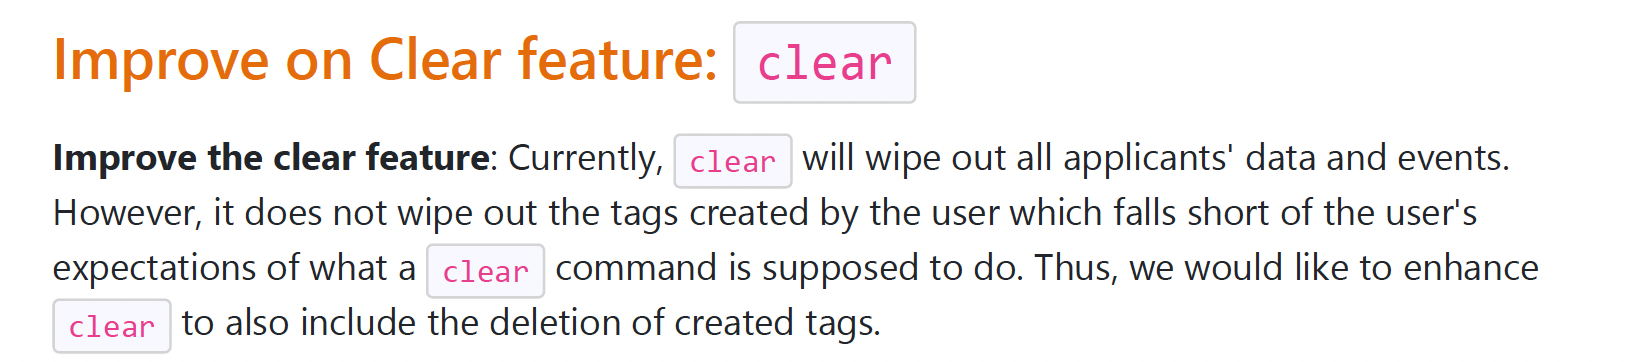 Improve on Clear feature: clear
Improve the clear feature: Currently, clear will wipe out all applicants' data and events.
However, it does not wipe out the tags created by the user which falls short of the user's
expectations of what a clear command is supposed to do. Thus, we would like to enhance
clear to also include the deletion of created tags.